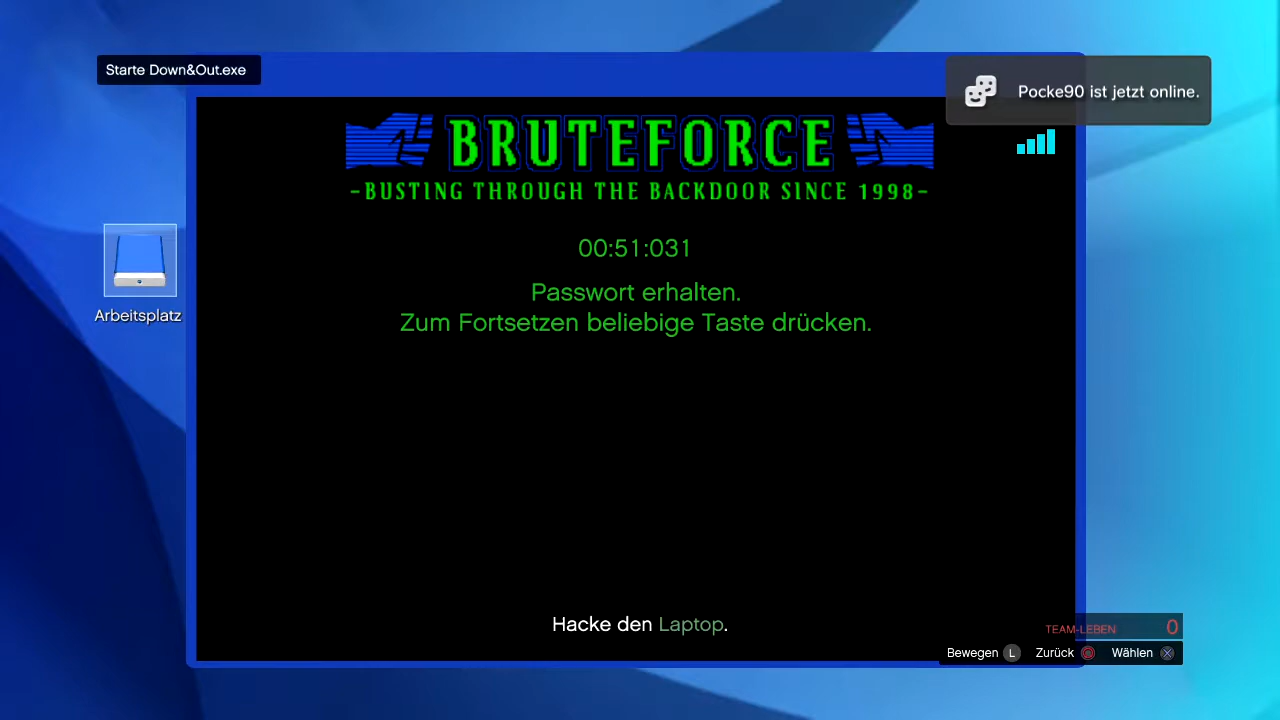 Starte Down&Out.exe
Pocke90 ist jetzt online.
BRUTEFORCE
-BUSTING THROUGH THE BACKDOOR SINCE 1998-
00:51:031
Passwort erhalten.
Zum Fortsetzen beliebige Taste drücken.
Arbeitsplatz
Hacke den Laptop.
TEAM-LEBEN 0
Bewegen L Zurück Wählen